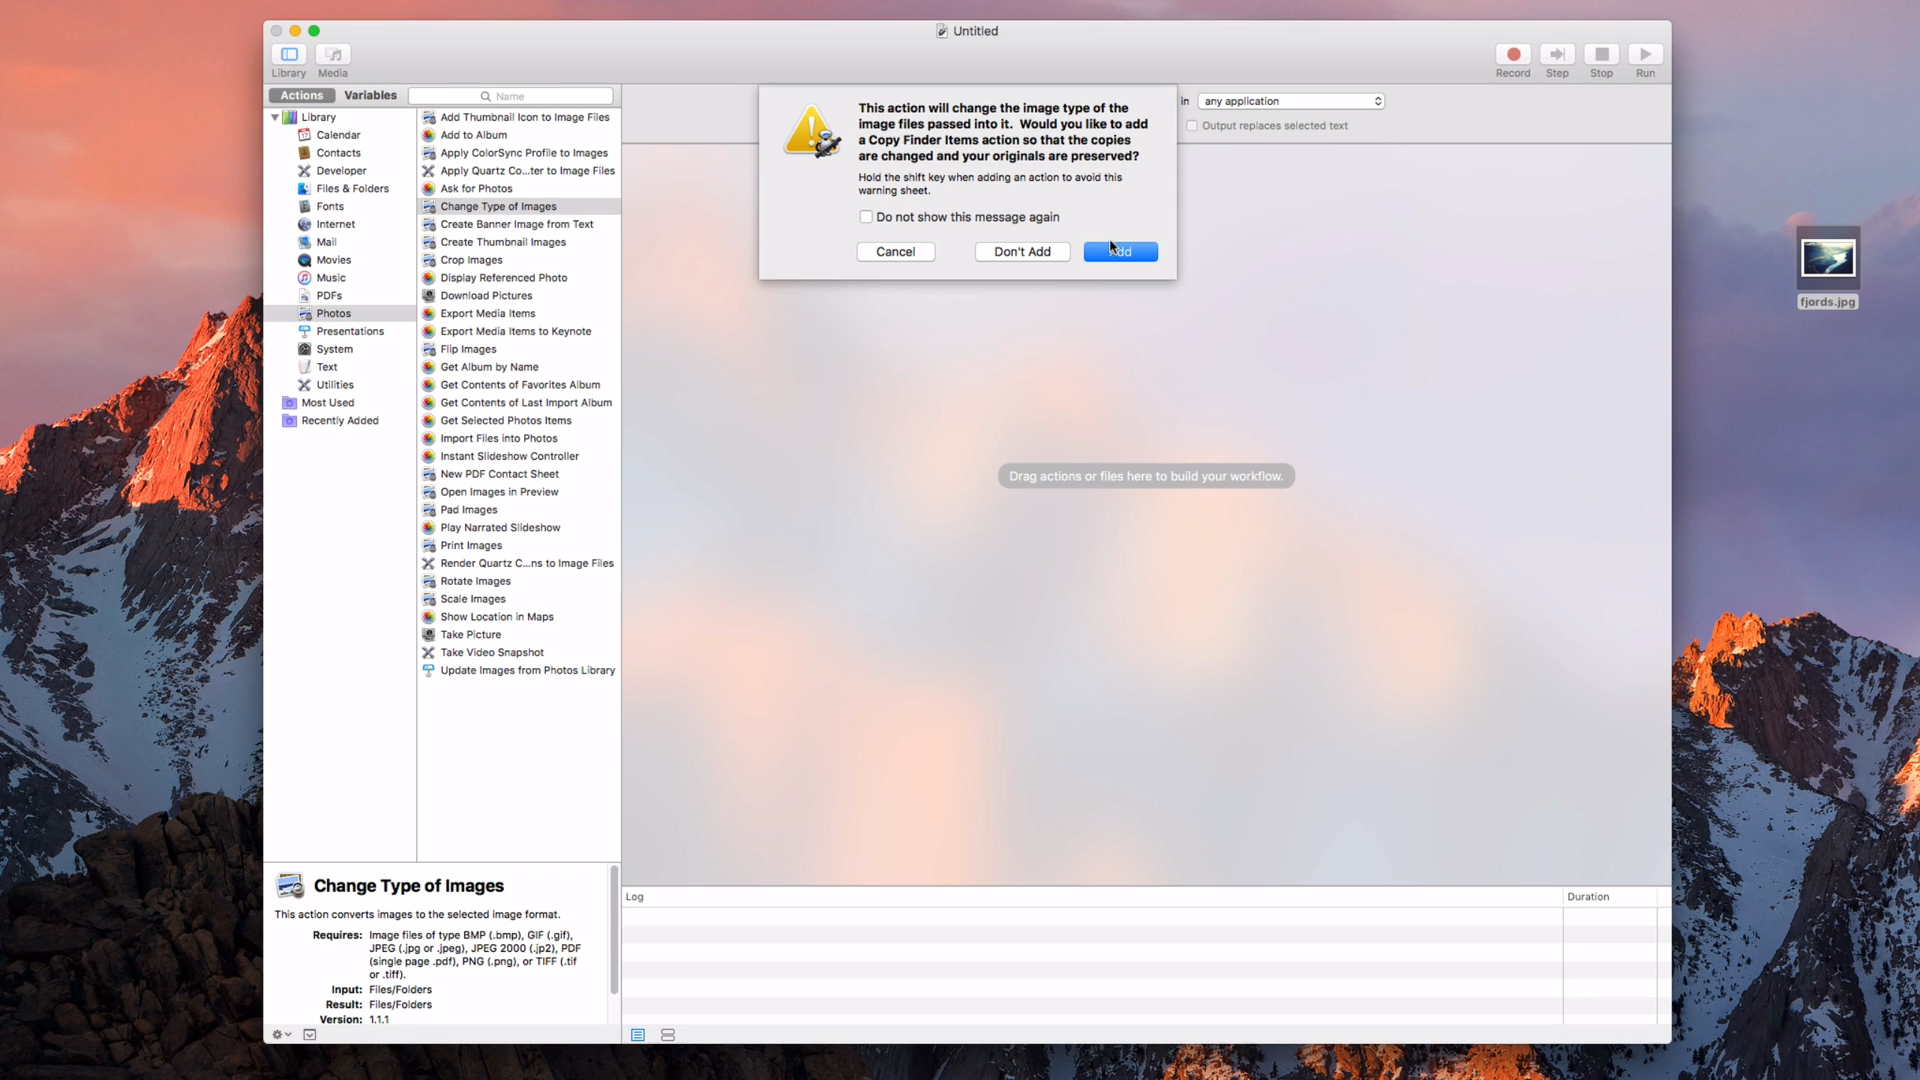 Untitled
Library
Media
Record
Step
Stop
Run
Actions
Variables
Name
Library
Calendar
Contacts
Developer
Files & Folders
Fonts
Internet
Mail
Movies
Music
PDFs
Photos
Presentations
System
Text
Utilities
Most Used
Recently Added
Add Thumbnail Icon to Image Files
Add to Album
Apply ColorSync Profile to Images
Apply Quartz Co...ter to Image Files
Ask for Photos
Change Type of Images
Create Banner Image from Text
Create Thumbnail Images
Crop Images
Display Referenced Photo
Download Pictures
Export Media Items
Export Media Items to Keynote
Flip Images
Get Album by Name
Get Contents of Favorites Album
Get Contents of Last Import Album
Get Selected Photos Items
Import Files into Photos
Instant Slideshow Controller
New PDF Contact Sheet
Open Images in Preview
Pad Images
Play Narrated Slideshow
Print Images
Render Quartz C...ns to Image Files
Rotate Images
Scale Images
Show Location in Maps
Take Picture
Take Video Snapshot
Update Images from Photos Library
This action will change the image type of the
image files passed into it. Would you like to add
a Copy Finder Items action so that the copies
are changed and your originals are preserved?
Hold the shift key when adding an action to avoid this
warning sheet.
Do not show this message again
Cancel
Don't Add
Add
in
any application
Output replaces selected text
Drag actions or files here to build your workflow.
fjords.jpg
Change Type of Images
This action converts images to the selected image format.
Requires: Image files of type BMP (.bmp), GIF (.gif),
JPEG (.jpg or .jpeg), JPEG 2000 (.jp2), PDF
(single page .pdf), PNG (.png), or TIFF (.tif
or .tiff).
Input: Files/Folders
Result: Files/Folders
Version: 1.1.1
Log
Duration